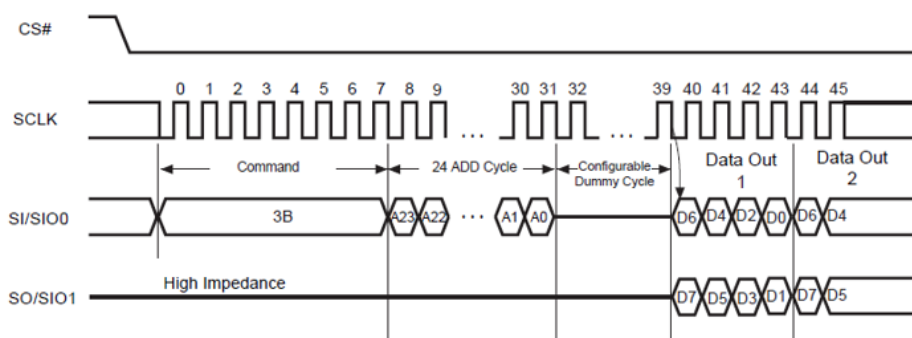 CS#
0 1 2 3 4 5 6 7 8 9 30 31 32 39 40 41 42 43 44 45
SCLK
... ...
Command 24 ADD Cycle Configurable Dummy Cycle Data Out 1 Data Out 2
SI/SIO0 3B A23 A22 ... A1 A0 D6 D4 D2 D0 D6 D4
High Impedance
SO/SIO1 D7 D5 D3 D1 D7 D5